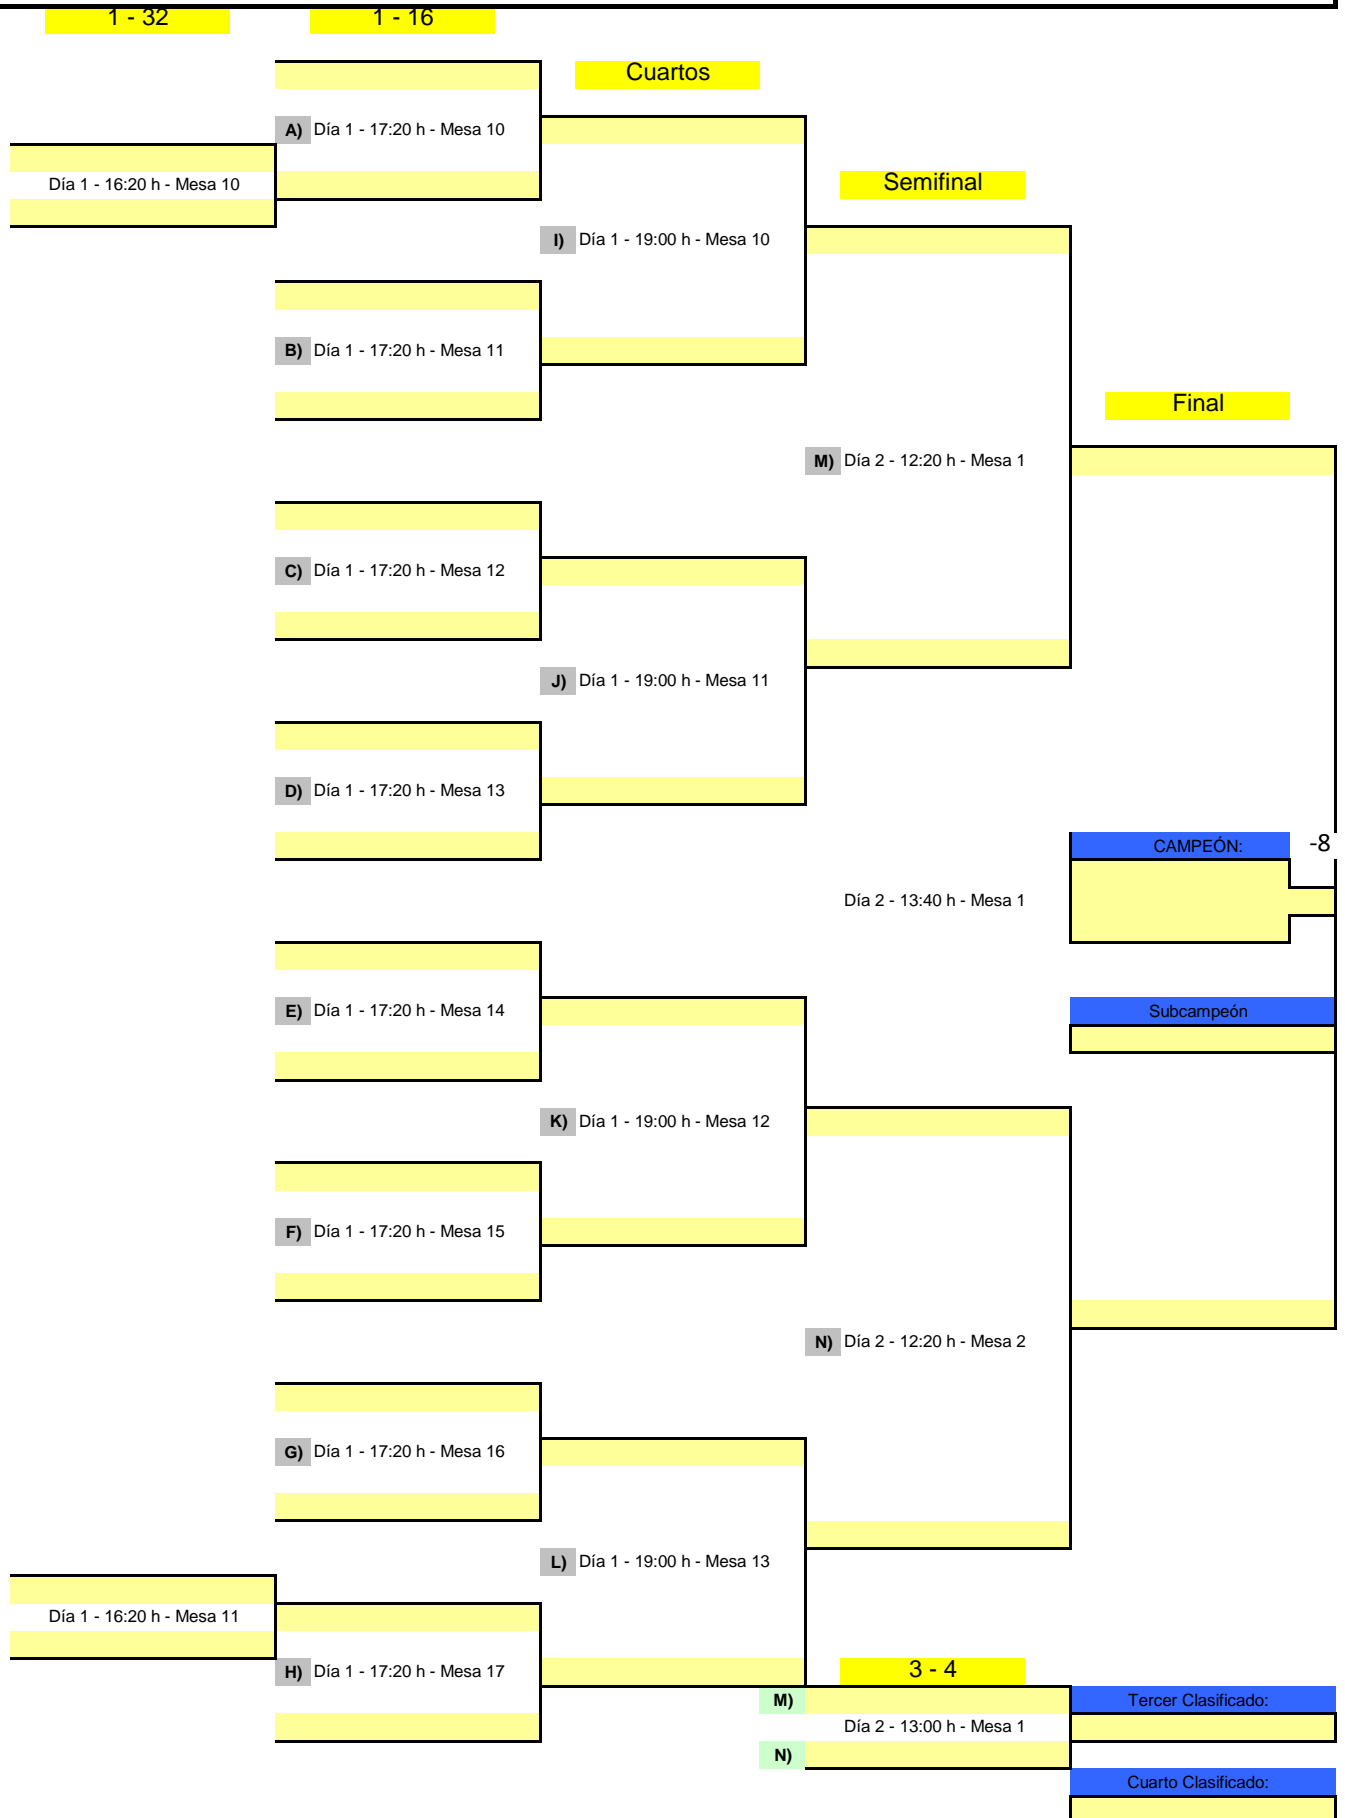 1 - 32
1 - 16
Cuartos
A) Día 1 - 17:20 h - Mesa 10
Día 1 - 16:20 h - Mesa 10
Semifinal
I) Día 1 - 19:00 h - Mesa 10
B) Día 1 - 17:20 h - Mesa 11
Final
M) Día 2 - 12:20 h - Mesa 1
C) Día 1 - 17:20 h - Mesa 12
J) Día 1 - 19:00 h - Mesa 11
D) Día 1 - 17:20 h - Mesa 13
CAMPEÓN:
-8
Día 2 - 13:40 h - Mesa 1
E) Día 1 - 17:20 h - Mesa 14
Subcampeón
K) Día 1 - 19:00 h - Mesa 12
F) Día 1 - 17:20 h - Mesa 15
N) Día 2 - 12:20 h - Mesa 2
G) Día 1 - 17:20 h - Mesa 16
L) Día 1 - 19:00 h - Mesa 13
Día 1 - 16:20 h - Mesa 11
H) Día 1 - 17:20 h - Mesa 17
3 - 4
M)
Tercer Clasificado:
Día 2 - 13:00 h - Mesa 1
N)
Cuarto Clasificado: